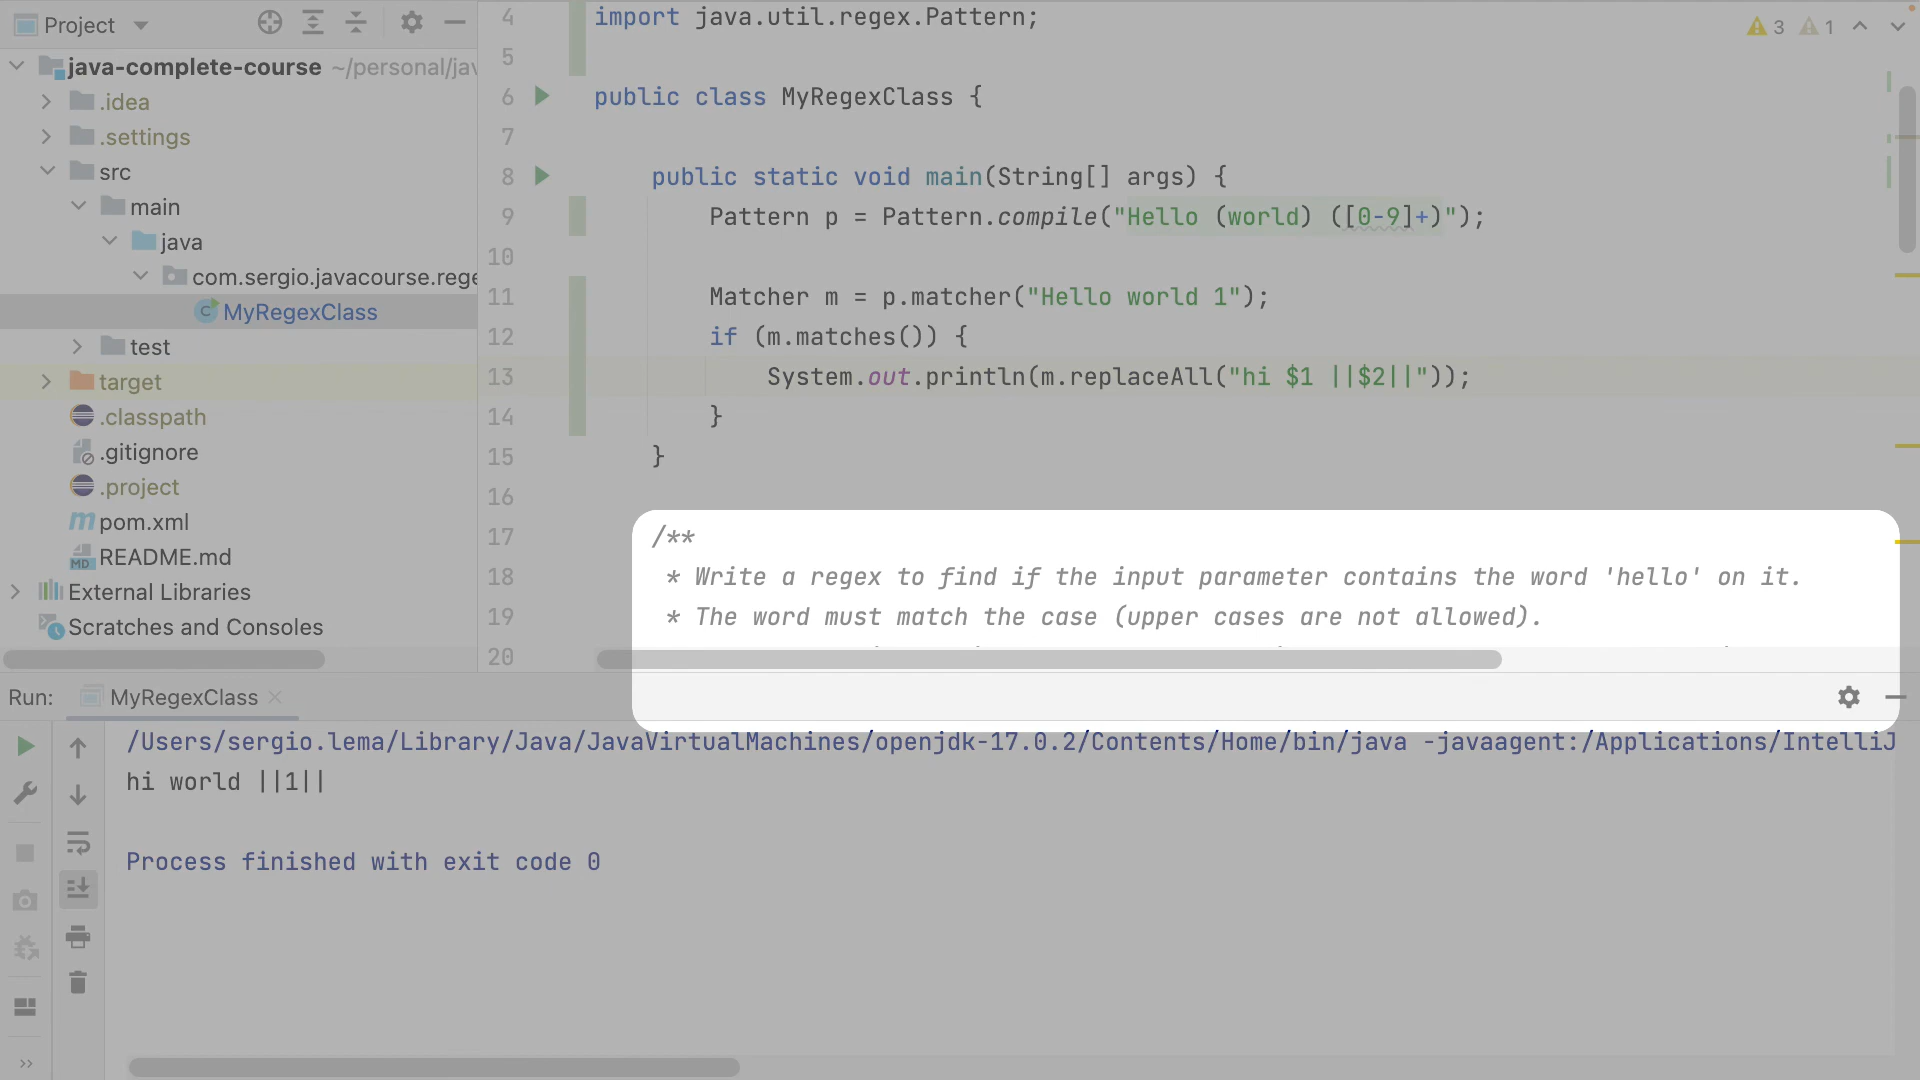 Project
java-complete-course ~/personal/jav
.idea
.settings
src
main
java
com.sergio.javacourse.rege
MyRegexClass
test
target
.classpath
.gitignore
.project
pom.xml
README.md
External Libraries
Scratches and Consoles
3 1
4 import java.util.regex.Pattern;
5
6 public class MyRegexClass {
7
8 public static void main(String[] args) {
9 Pattern p = Pattern.compile("Hello (world) ([0-9]+)");
10
11 Matcher m = p.matcher("Hello world 1");
12 if (m.matches()) {
13 System.out.println(m.replaceAll("hi $1 ||$2||"));
14 }
15 }
16
17 /**
18 * Write a regex to find if the input parameter contains the word 'hello' on it.
19 * The word must match the case (upper cases are not allowed).
20
Run: MyRegexClass
/Users/sergio.lema/Library/Java/JavaVirtualMachines/openjdk-17.0.2/Contents/Home/bin/java -javaagent:/Applications/IntelliJ
hi world ||1||
Process finished with exit code 0